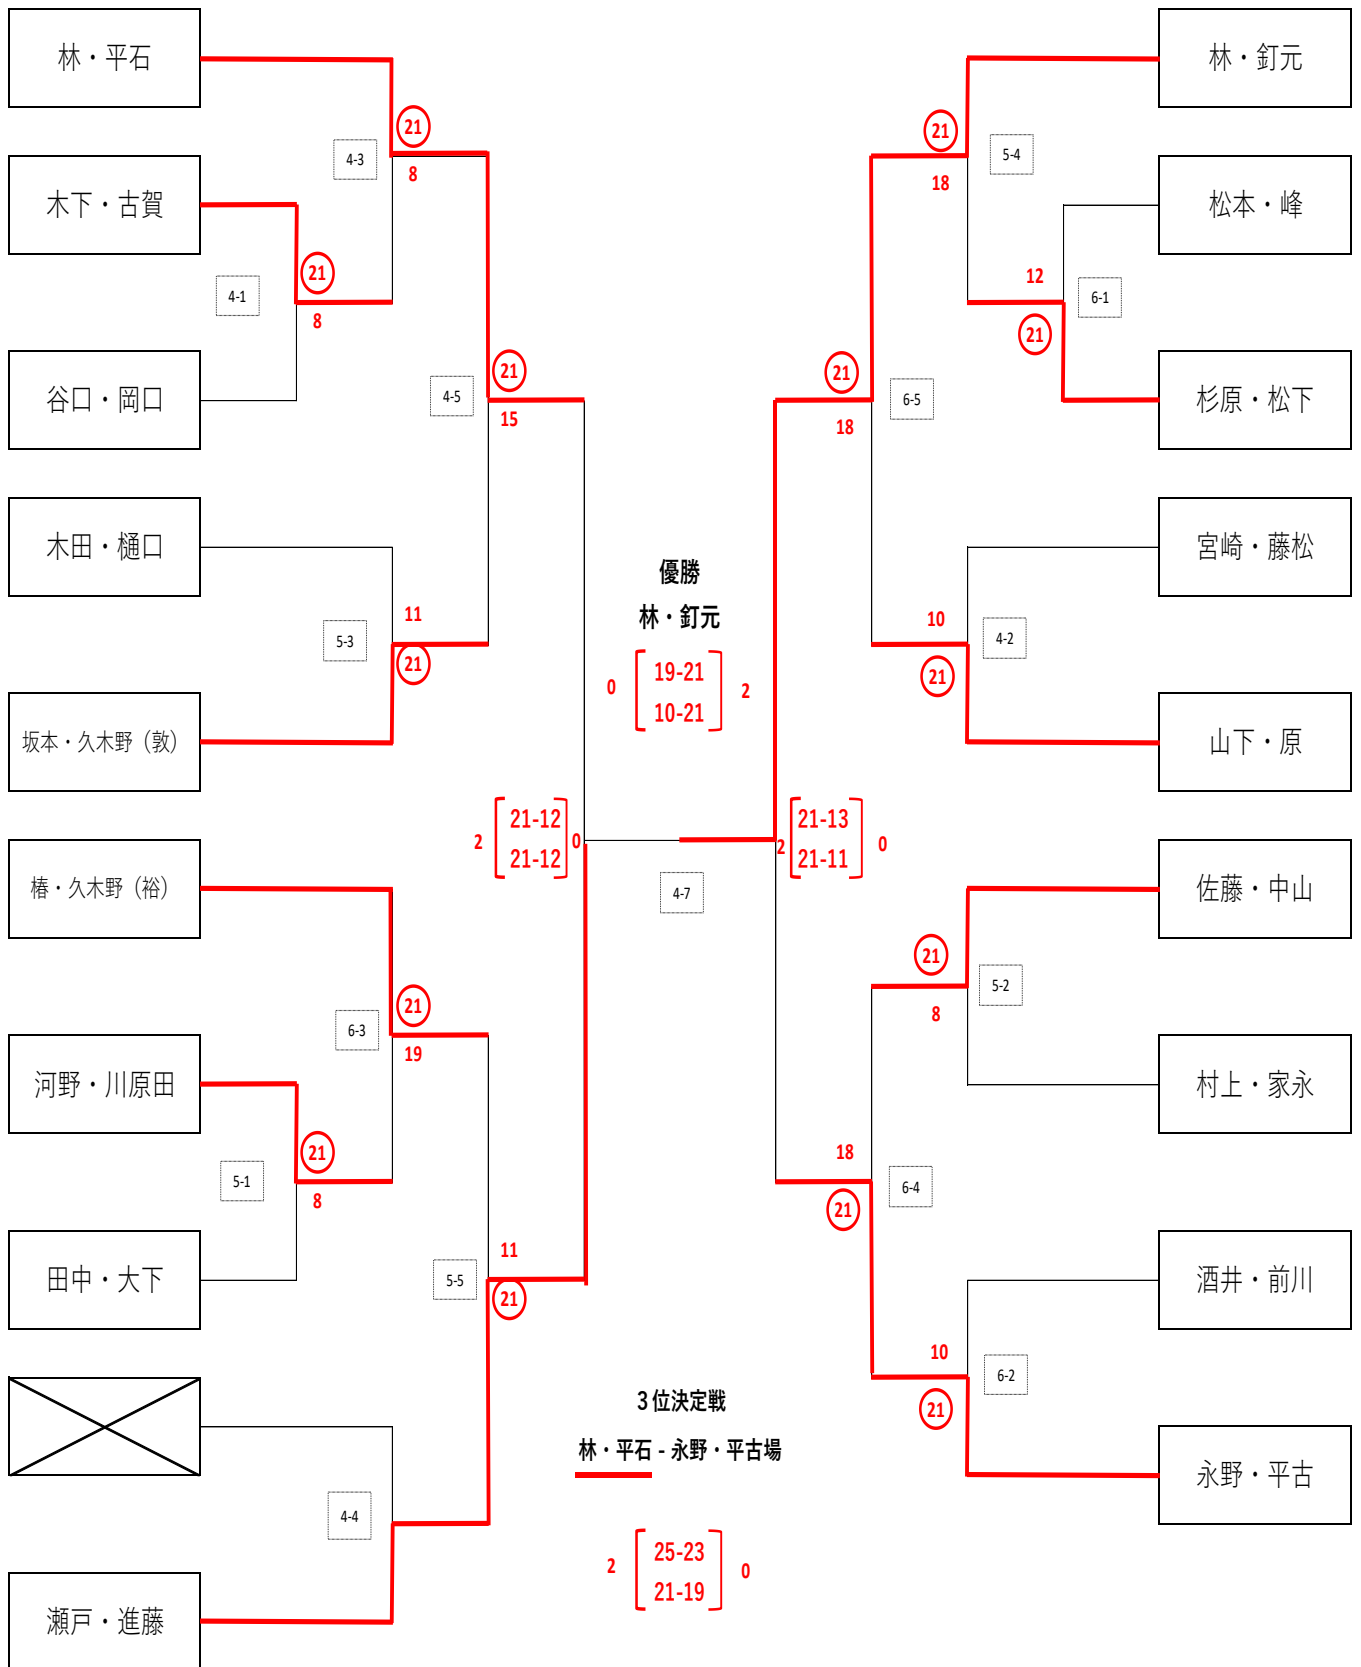 林・平石
木下・古賀
谷口・岡口
木田・樋口
坂本・久木野（敦）
椿・久木野（裕）
河野・川原田
田中・大下
瀬戸・進藤
4-3
21
8
4-1
21
8
4-5
21
15
5-3
11
21
6-3
21
19
5-1
21
8
5-5
11
21
4-4
2
21-12
21-12
0
優勝
林・釘元
0
19-21
10-21
2
4-7
2
21-13
21-11
0
３位決定戦
林・平石 - 永野・平古場
2
25-23
21-19
0
21
18
5-4
12
21
6-1
21
18
6-5
10
21
4-2
21
8
5-2
18
21
6-4
10
21
6-2
林・釘元
松本・峰
杉原・松下
宮崎・藤松
山下・原
佐藤・中山
村上・家永
酒井・前川
永野・平古